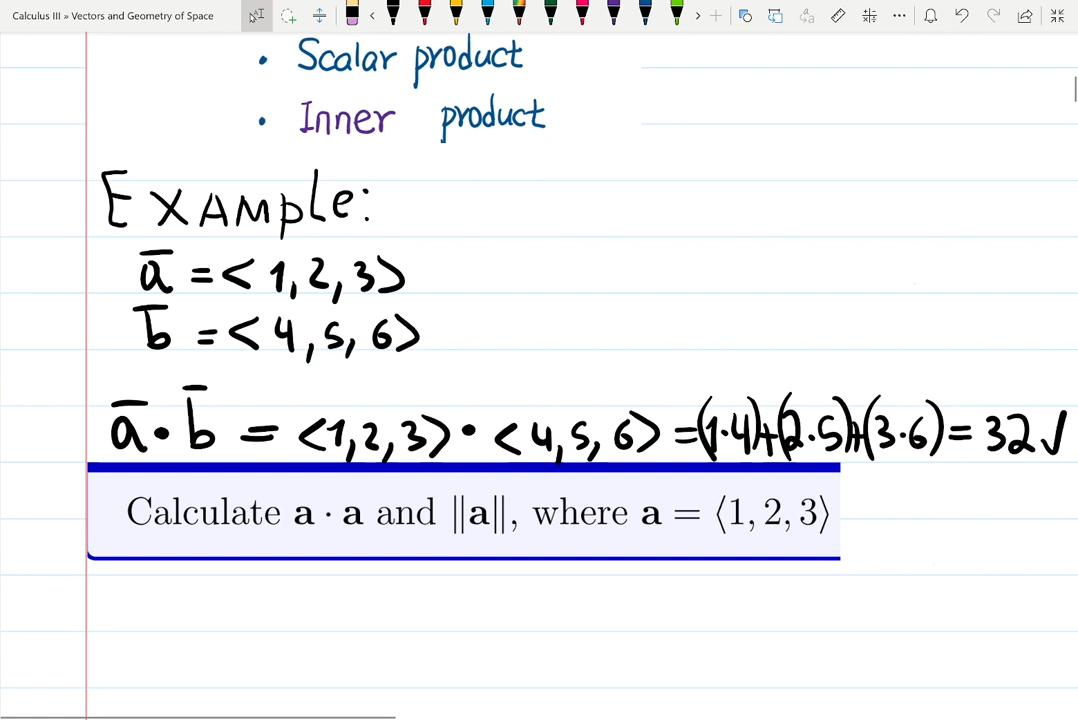 Calculus III » Vectors and Geometry of Space
• Scalar product
• Inner product
Example:
a̅ = < 1, 2, 3>
b̅ = < 4, 5, 6>
a̅ • b̅ = <1, 2, 3> • < 4, 5, 6> = (1·4)+(2·5)+(3·6) = 32 √
Calculate a · a and ‖a‖, where a = ⟨1, 2, 3⟩